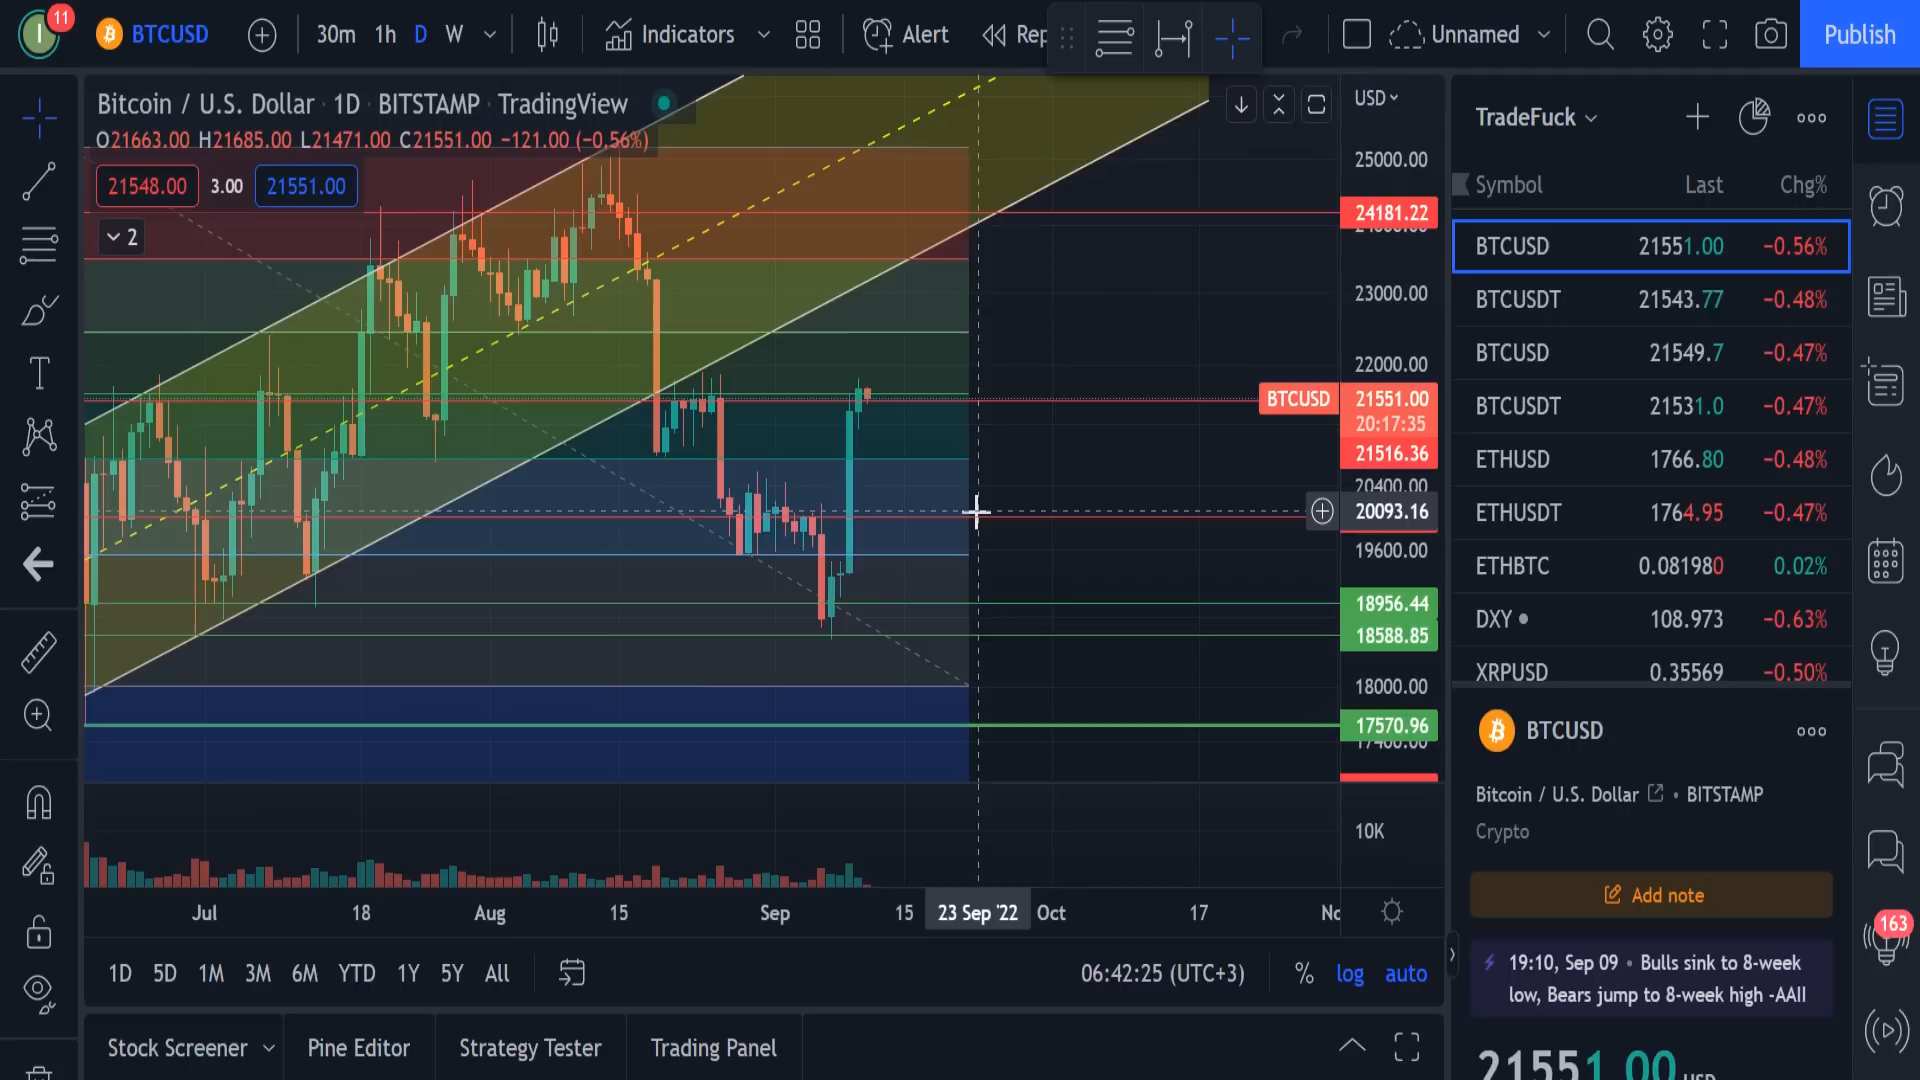 I 11 BTCUSD 30m 1h D W Indicators Alert Rep Unnamed Publish
Bitcoin / U.S. Dollar · 1D · BITSTAMP · TradingView
O21663.00 H21685.00 L21471.00 C21551.00 −121.00 (−0.56%)
21548.00 3.00 21551.00
2
USD
25000.00
24181.22
23000.00
22000.00
BTCUSD 21551.00
20:17:35
21516.36
20400.00
20093.16
19600.00
18956.44
18588.85
18000.00
17570.96
17400.00
10K
Jul 18 Aug 15 Sep 15 23 Sep '22 Oct 17 No
1D 5D 1M 3M 6M YTD 1Y 5Y All 06:42:25 (UTC+3) % log auto
Stock Screener Pine Editor Strategy Tester Trading Panel
TradeFuck
Symbol Last Chg%
BTCUSD 21551.00 −0.56%
BTCUSDT 21543.77 −0.48%
BTCUSD 21549.7 −0.47%
BTCUSDT 21531.0 −0.47%
ETHUSD 1766.80 −0.48%
ETHUSDT 1764.95 −0.47%
ETHBTC 0.081980 0.02%
DXY 108.973 −0.63%
XRPUSD 0.35569 −0.50%
BTCUSD
Bitcoin / U.S. Dollar • BITSTAMP
Crypto
Add note
19:10, Sep 09 • Bulls sink to 8-week
low, Bears jump to 8-week high -AAII
21551.00 USD
163